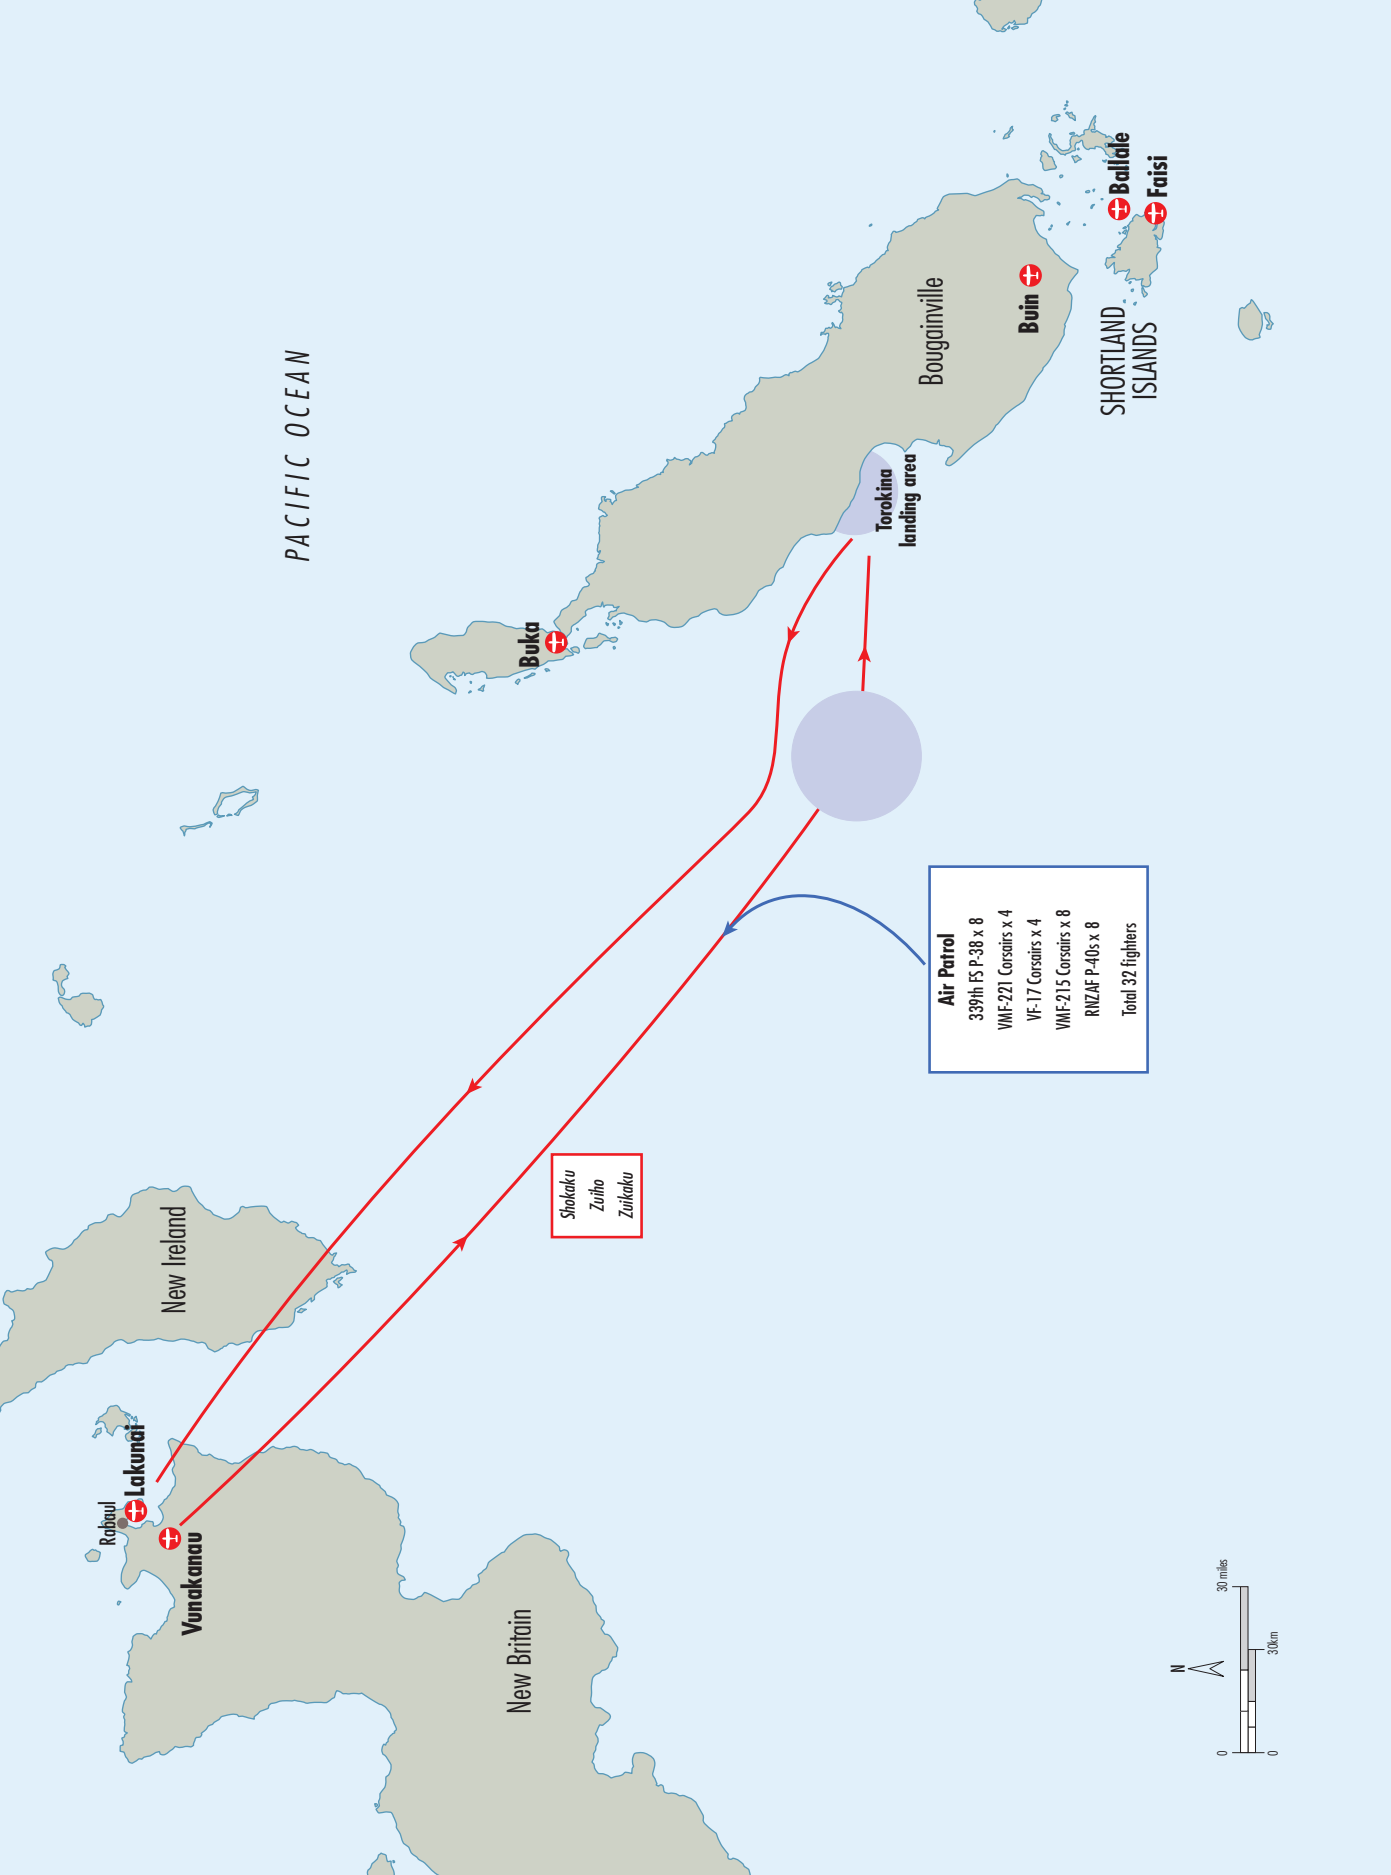 PACIFIC OCEAN
New Ireland
Rabaul
Lakunai
Vunakanau
New Britain
Buka
Bougainville
Buin
Ballale
Faisi
SHORTLAND
ISLANDS
Torokina
landing area
Shokaku
Zuiho
Zuikaku
Air Patrol
339th FS P-38 x 8
VMF-221 Corsairs x 4
VF-17 Corsairs x 4
VMF-215 Corsairs x 8
RNZAF P-40s x 8
Total 32 fighters
N
0
30 miles
0
30km